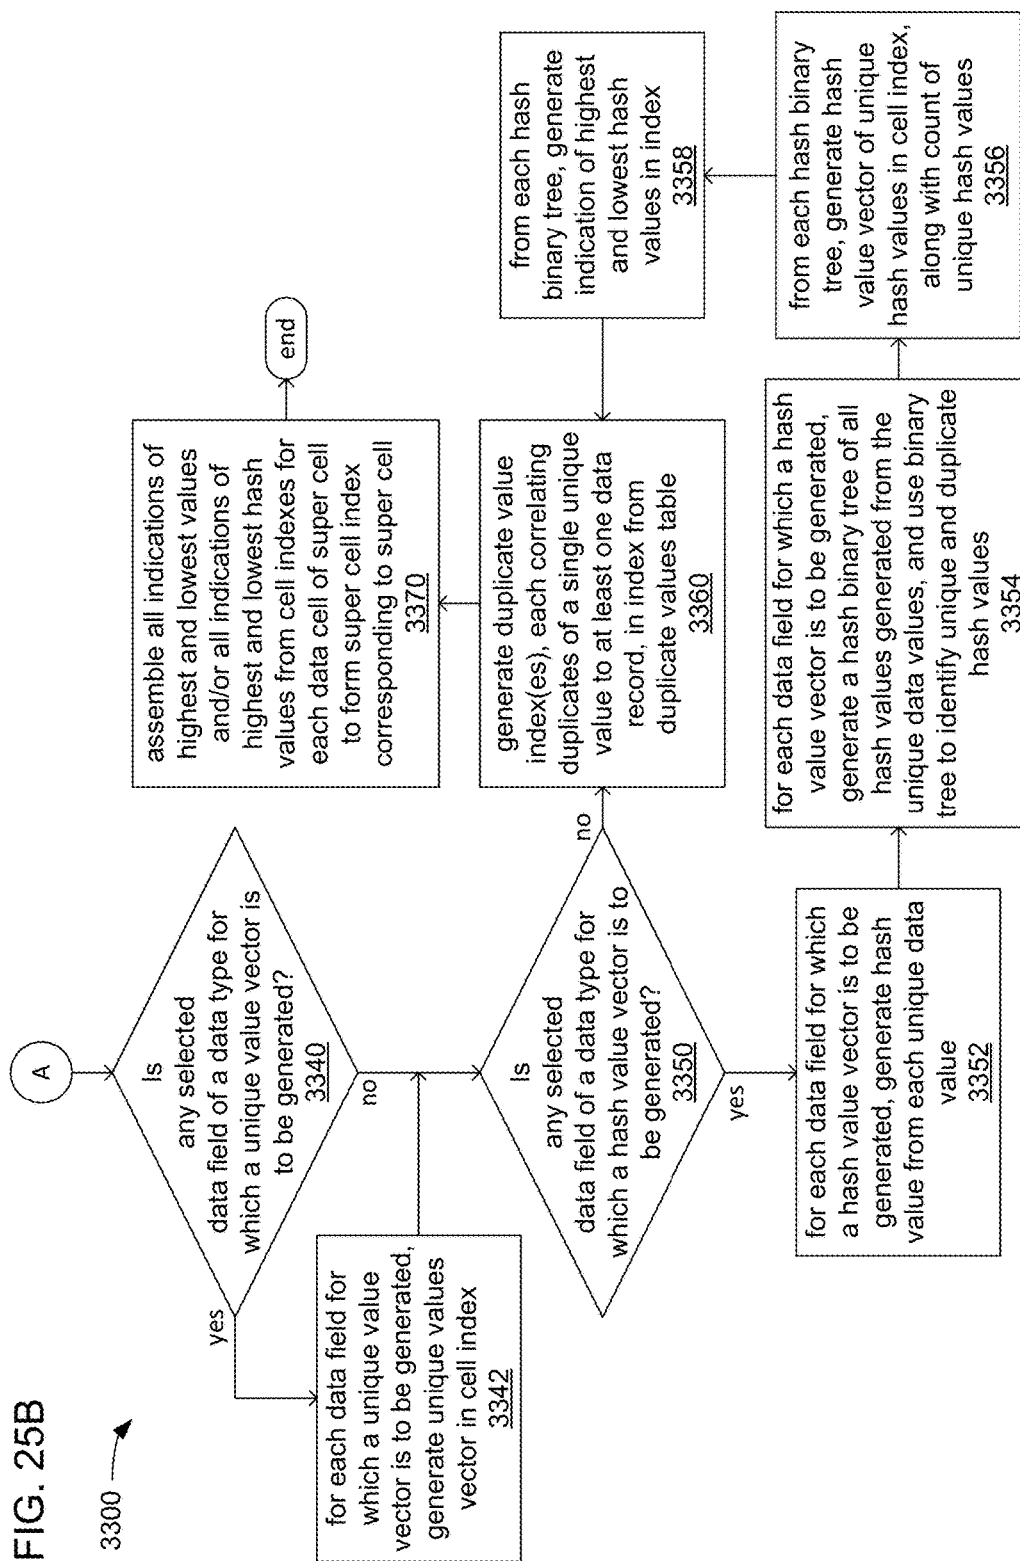 FIG. 25B
3300
A
Is
any selected
data field of a data type for
which a unique value vector is
to be generated?
3340
yes
no
for each data field for
which a unique value
vector is to be generated,
generate unique values
vector in cell index
3342
Is
any selected
data field of a data type for
which a hash value vector is to
be generated?
3350
yes
no
for each data field for which
a hash value vector is to be
generated, generate hash
value from each unique data
value
3352
for each data field for which a hash
value vector is to be generated,
generate a hash binary tree of all
hash values generated from the
unique data values, and use binary
tree to identify unique and duplicate
hash values
3354
from each hash binary
tree, generate hash
value vector of unique
hash values in cell index,
along with count of
unique hash values
3356
from each hash
binary tree, generate
indication of highest
and lowest hash
values in index
3358
generate duplicate value
index(es), each correlating
duplicates of a single unique
value to at least one data
record, in index from
duplicate values table
3360
assemble all indications of
highest and lowest values
and/or all indications of
highest and lowest hash
values from cell indexes for
each data cell of super cell
to form super cell index
corresponding to super cell
3370
end